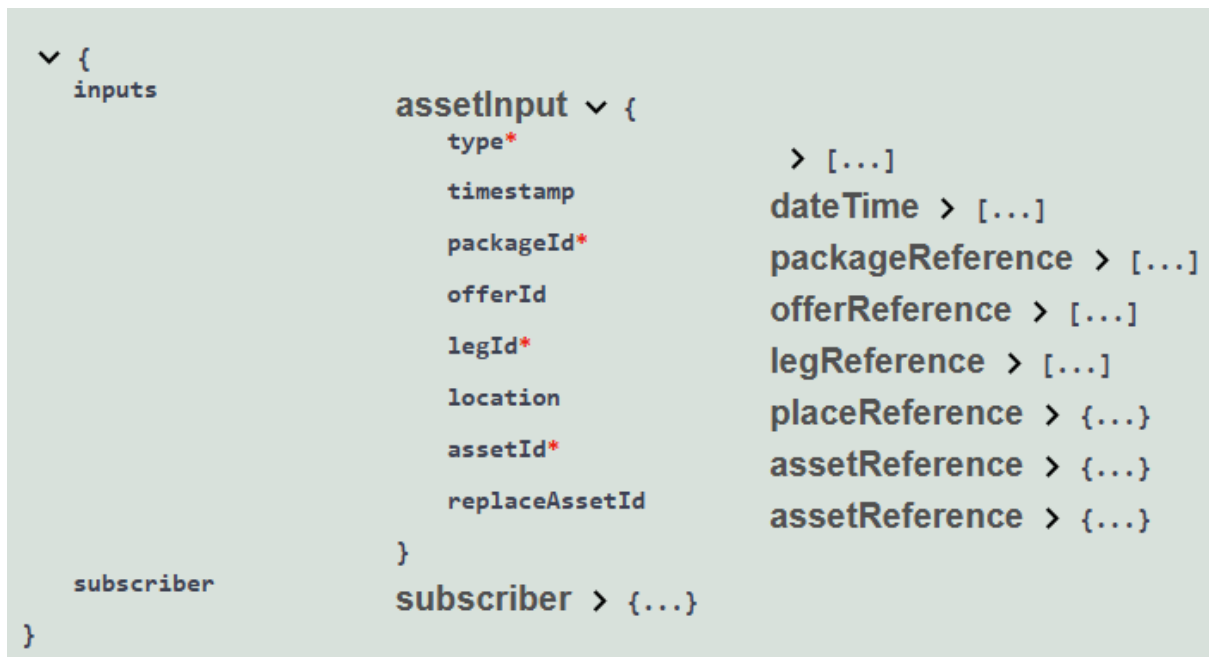 {
inputs assetInput {
type* > [...]
timestamp dateTime > [...]
packageId* packageReference > [...]
offerId offerReference > [...]
legId* legReference > [...]
location placeReference > {...}
assetId* assetReference > {...}
replaceAssetId assetReference > {...}
}
subscriber subscriber > {...}
}